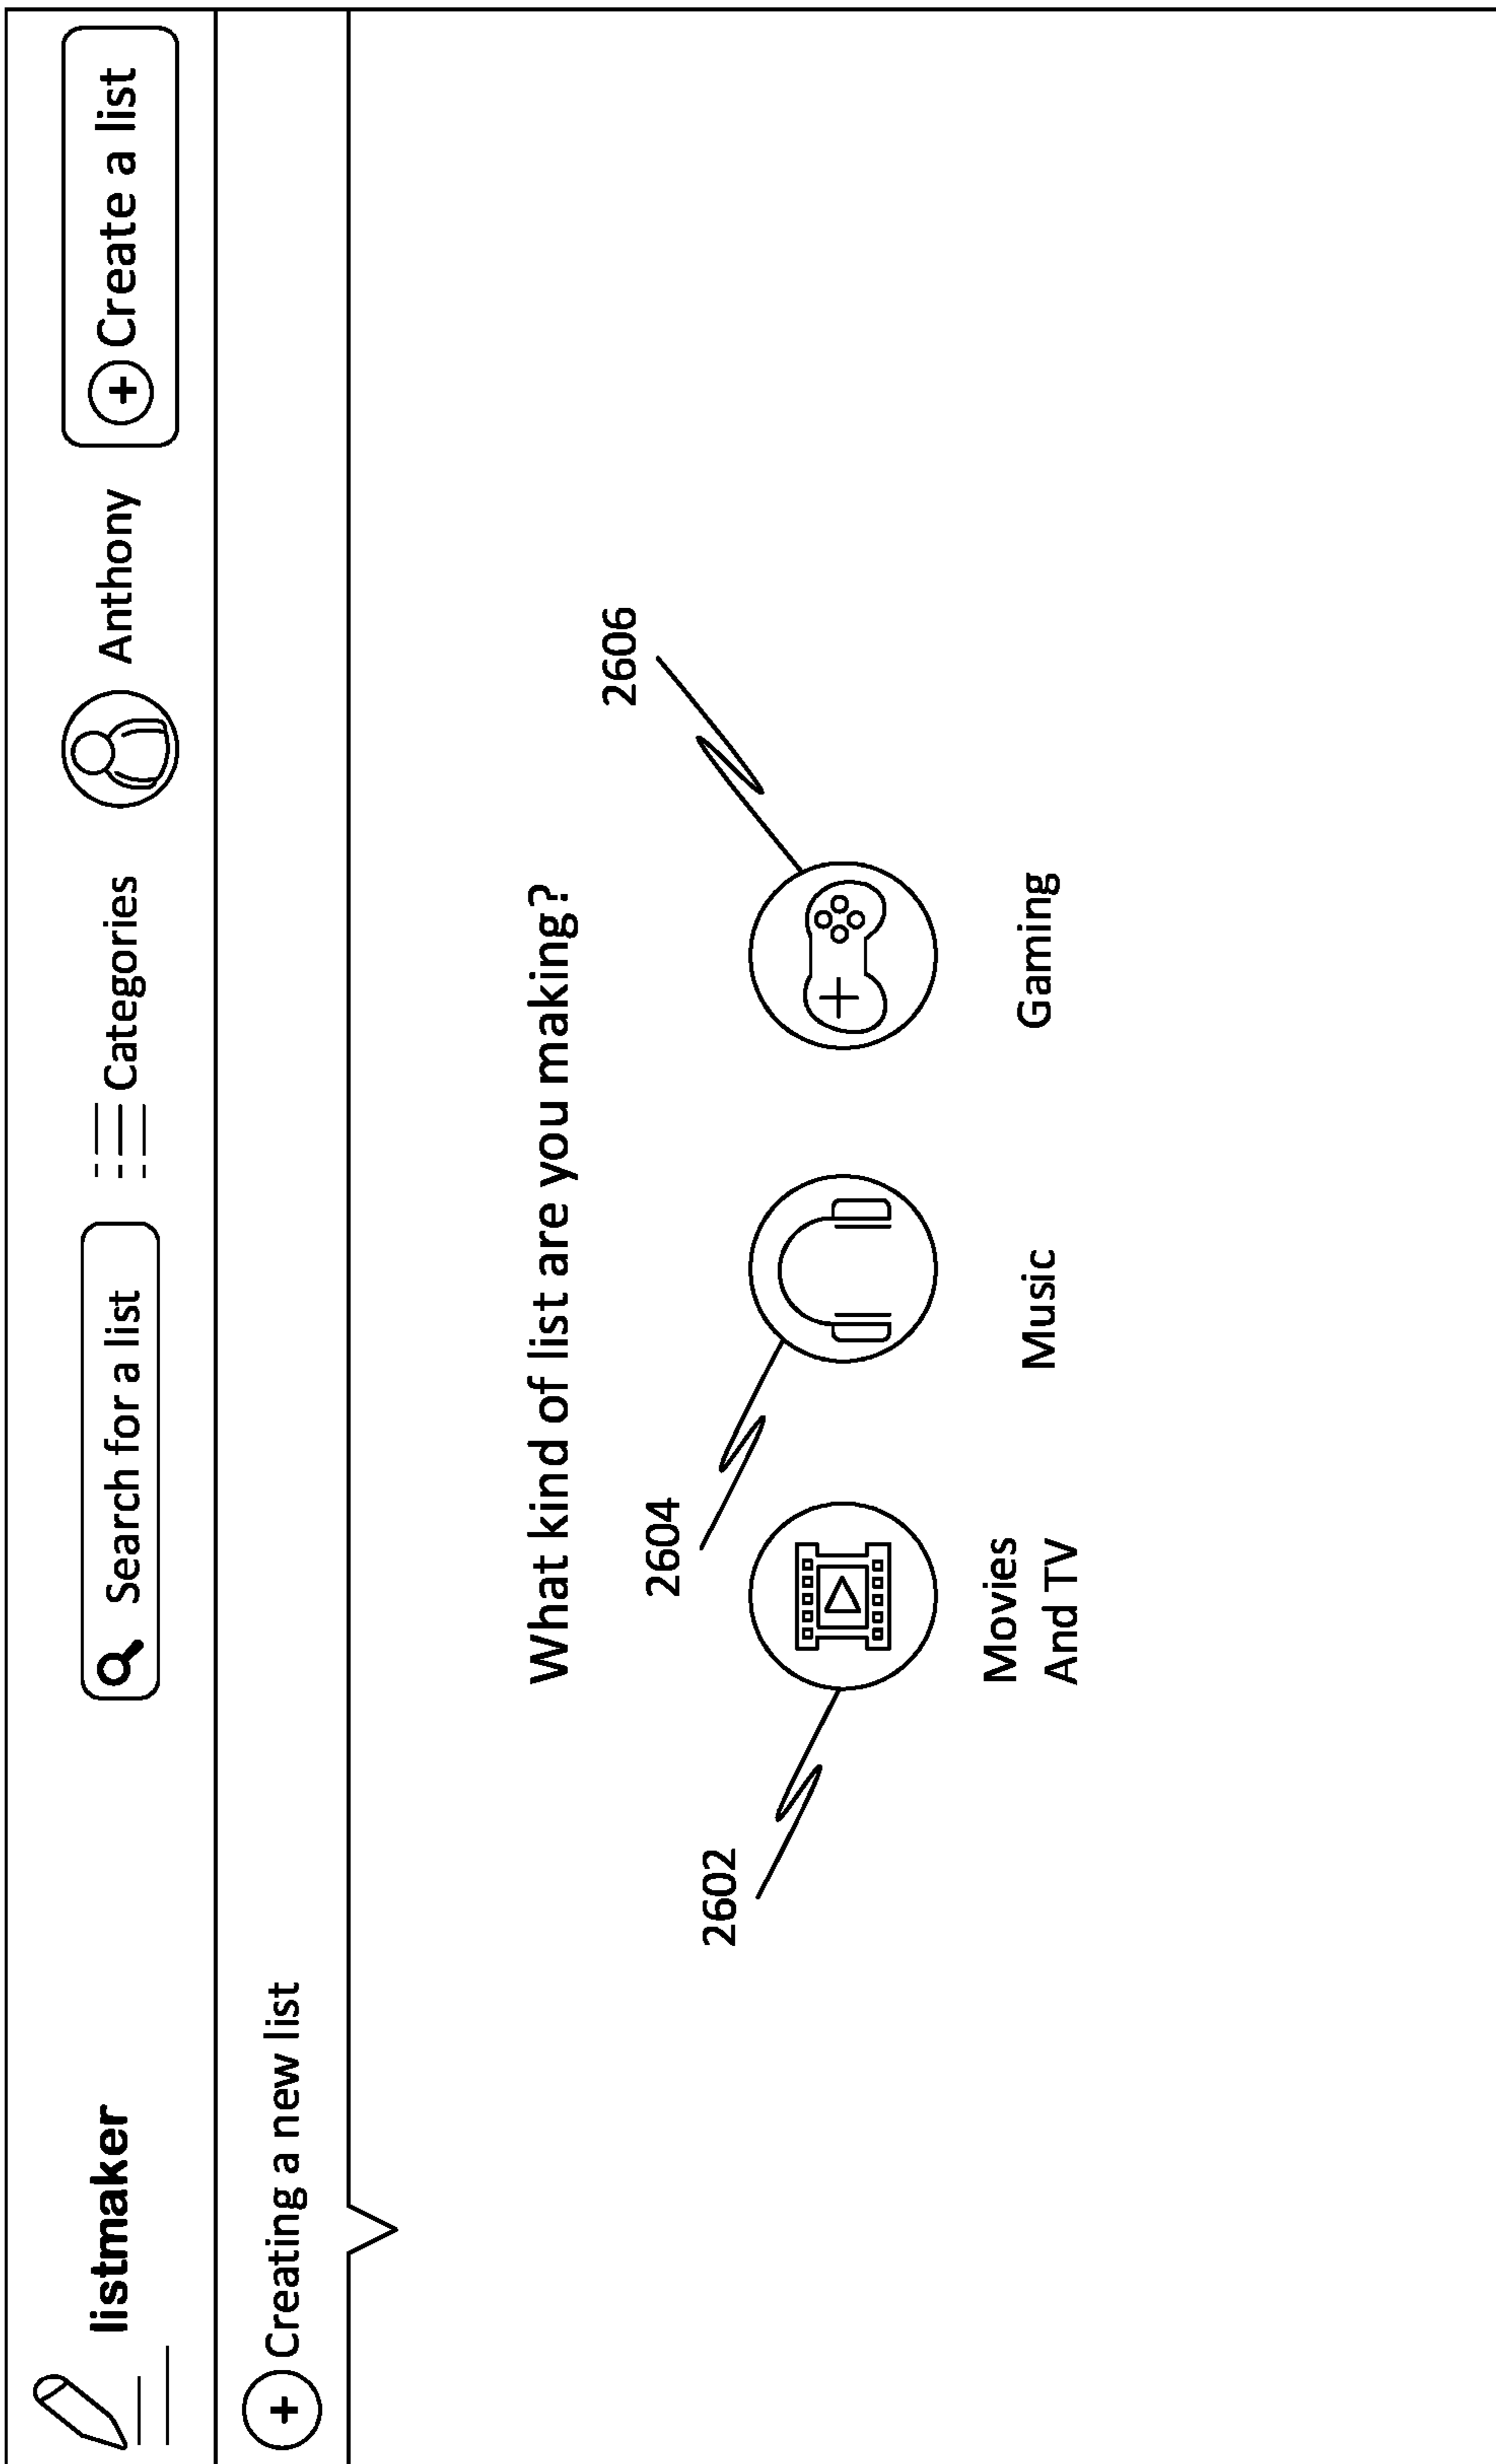 listmaker
Search for a list
Categories
Anthony
+ Create a list
+ Creating a new list
What kind of list are you making?
2602
2604
2606
Movies
And TV
Music
Gaming